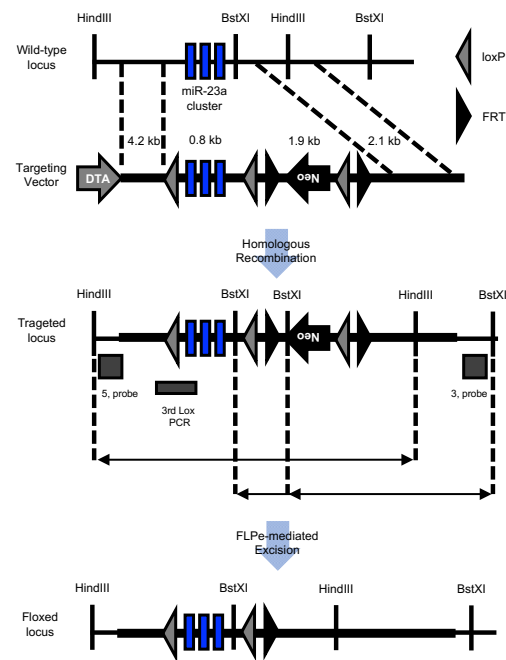 HindIII BstXI HindIII BstXI
Wild-type
locus
loxP
miR-23a
cluster
FRT
4.2 kb 0.8 kb 1.9 kb 2.1 kb
Targeting
Vector
DTA
Neo
Homologous
Recombination
HindIII BstXI BstXI HindIII BstXI
Trageted
locus
Neo
5, probe
3, probe
3rd Lox
PCR
FLPe-mediated
Excision
HindIII BstXI HindIII BstXI
Floxed
locus